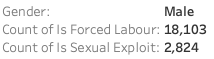 Gender: Male
Count of Is Forced Labour: 18,103
Count of Is Sexual Exploit: 2,824